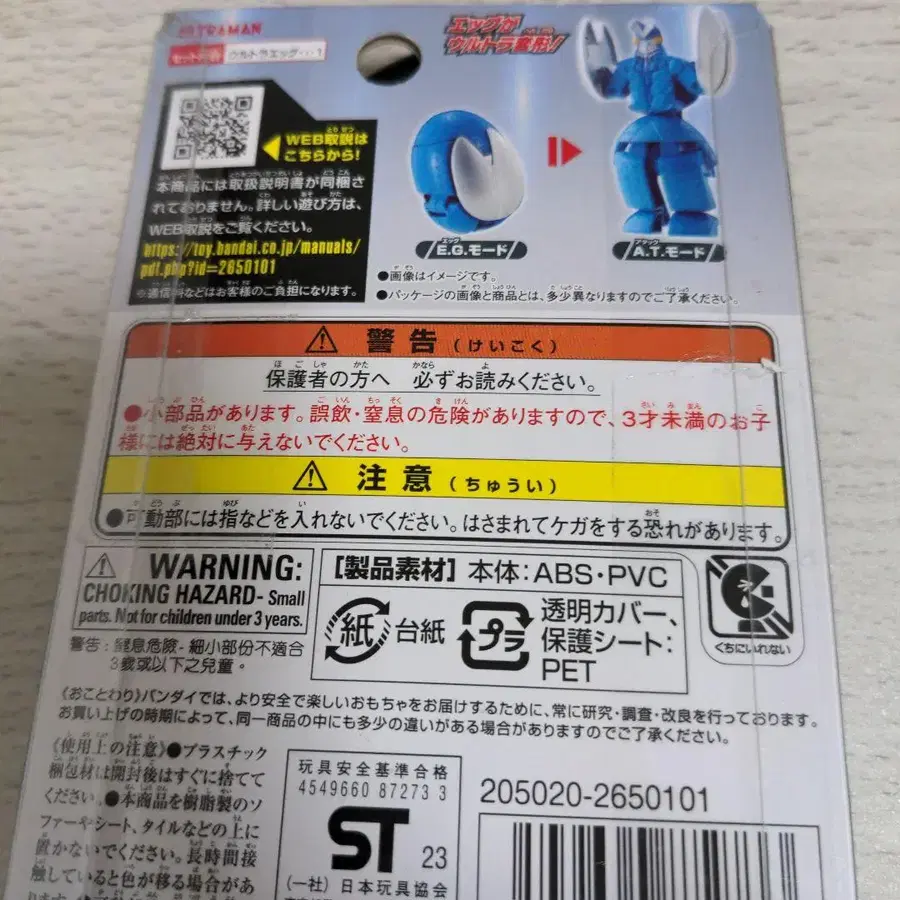 ULTRAMAN
セット内容 ウルトラエッグ…1
WEB取説は
こちらから!
本商品には取扱説明書が同梱さ
れておりません。詳しい遊び方は、
WEB取説をご覧ください。
https://toy.bandai.co.jp/manuals/
pdf.php?id=2650101
※通信料などはお客様のご負担になります。
エッグが
ウルトラ変形!
E.G.モード
A.T.モード
●画像はイメージです。
●パッケージの画像と商品とは、多少異なりますのでご了承ください。
警告(けいこく)
保護者の方へ 必ずお読みください。
●小部品があります。誤飲・窒息の危険がありますので、3才未満のお子
様には絶対に与えないでください。
注意(ちゅうい)
●可動部には指などを入れないでください。はさまれてケガをする恐れがあります。
WARNING:
CHOKING HAZARD- Small
parts. Not for children under 3 years.
警告:窒息危險-細小部份不適合
3歲或以下之兒童。
【製品素材】本体:ABS・PVC
紙 台紙
プラ 透明カバー、
保護シート:
PET
くちにいれない
《おことわり》バンダイでは、より安全で楽しいおもちゃをお届けするために、常に研究・調査・改良を行っております。
お買い上げの時期によって、同一商品の中にも多少の違いがある場合がありますのでご了承ください。
《使用上の注意》●プラスチック
梱包材は開封後はすぐに捨てて
ください。●本商品を樹脂製のソ
ファーやシート、タイルなどの上に
置かないでください。長時間接
触していると色が移る場合があ
玩具安全基準合格
4549660 87273 3
ST 23
(一社)日本玩具協会
205020-2650101